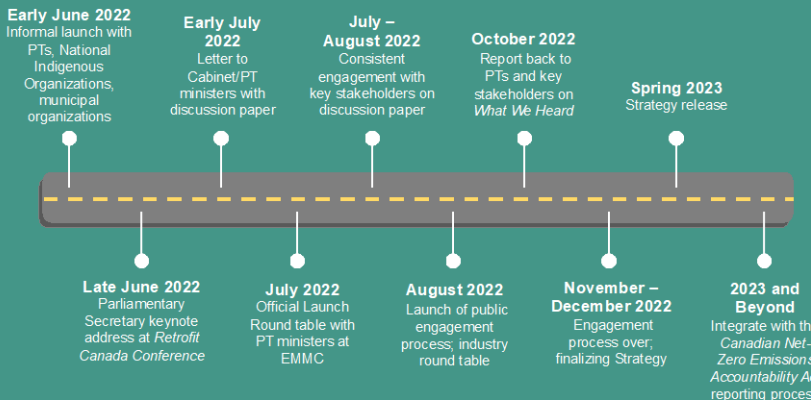 Early June 2022
Informal launch with
PTs, National
Indigenous
Organizations,
municipal
organizations
Early July
2022
Letter to
Cabinet/PT
ministers with
discussion paper
July –
August 2022
Consistent
engagement with
key stakeholders on
discussion paper
October 2022
Report back to
PTs and key
stakeholders on
What We Heard
Spring 2023
Strategy release
Late June 2022
Parliamentary
Secretary keynote
address at Retrofit
Canada Conference
July 2022
Official Launch
Round table with
PT ministers at
EMMC
August 2022
Launch of public
engagement
process; industry
round table
November –
December 2022
Engagement
process over;
finalizing Strategy
2023 and
Beyond
Integrate with th
Canadian Net-
Zero Emissions
Accountability A
reporting proces